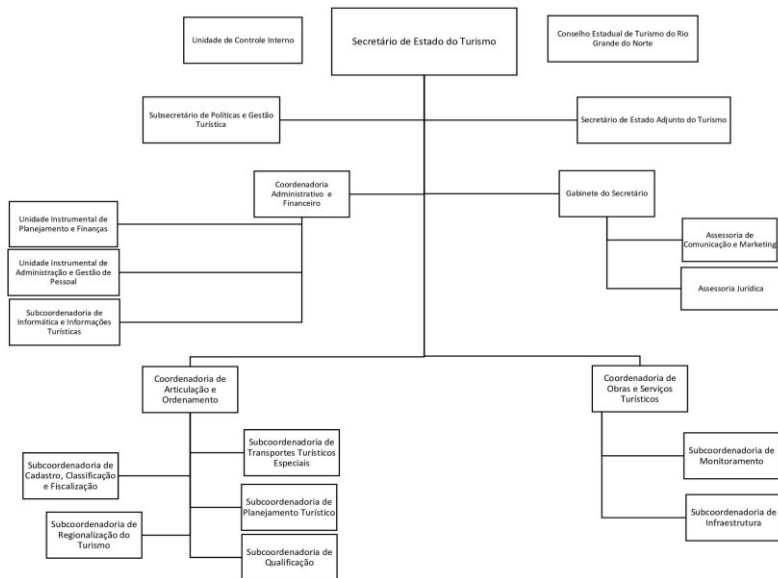 Unidade de Controle Interno
Secretário de Estado do Turismo
Conselho Estadual de Turismo do Rio
Grande do Norte
Subsecretário de Políticas e Gestão
Turística
Secretário de Estado Adjunto do Turismo
Coordenadoria
Administrativo e
Financeiro
Gabinete do Secretário
Unidade Instrumental de
Planejamento e Finanças
Assessoria de
Comunicação e Marketing
Unidade Instrumental de
Administração e Gestão de
Pessoal
Assessoria Jurídica
Subcoordenadoria de
Informática e Informações
Turísticas
Coordenadoria de
Articulação e
Ordenamento
Coordenadoria de
Obras e Serviços
Turísticos
Subcoordenadoria de
Transportes Turísticos
Especiais
Subcoordenadoria de
Monitoramento
Subcoordenadoria de
Cadastro, Classificação
e Fiscalização
Subcoordenadoria de
Planejamento Turístico
Subcoordenadoria de
Infraestrutura
Subcoordenadoria de
Regionalização do
Turismo
Subcoordenadoria de
Qualificação